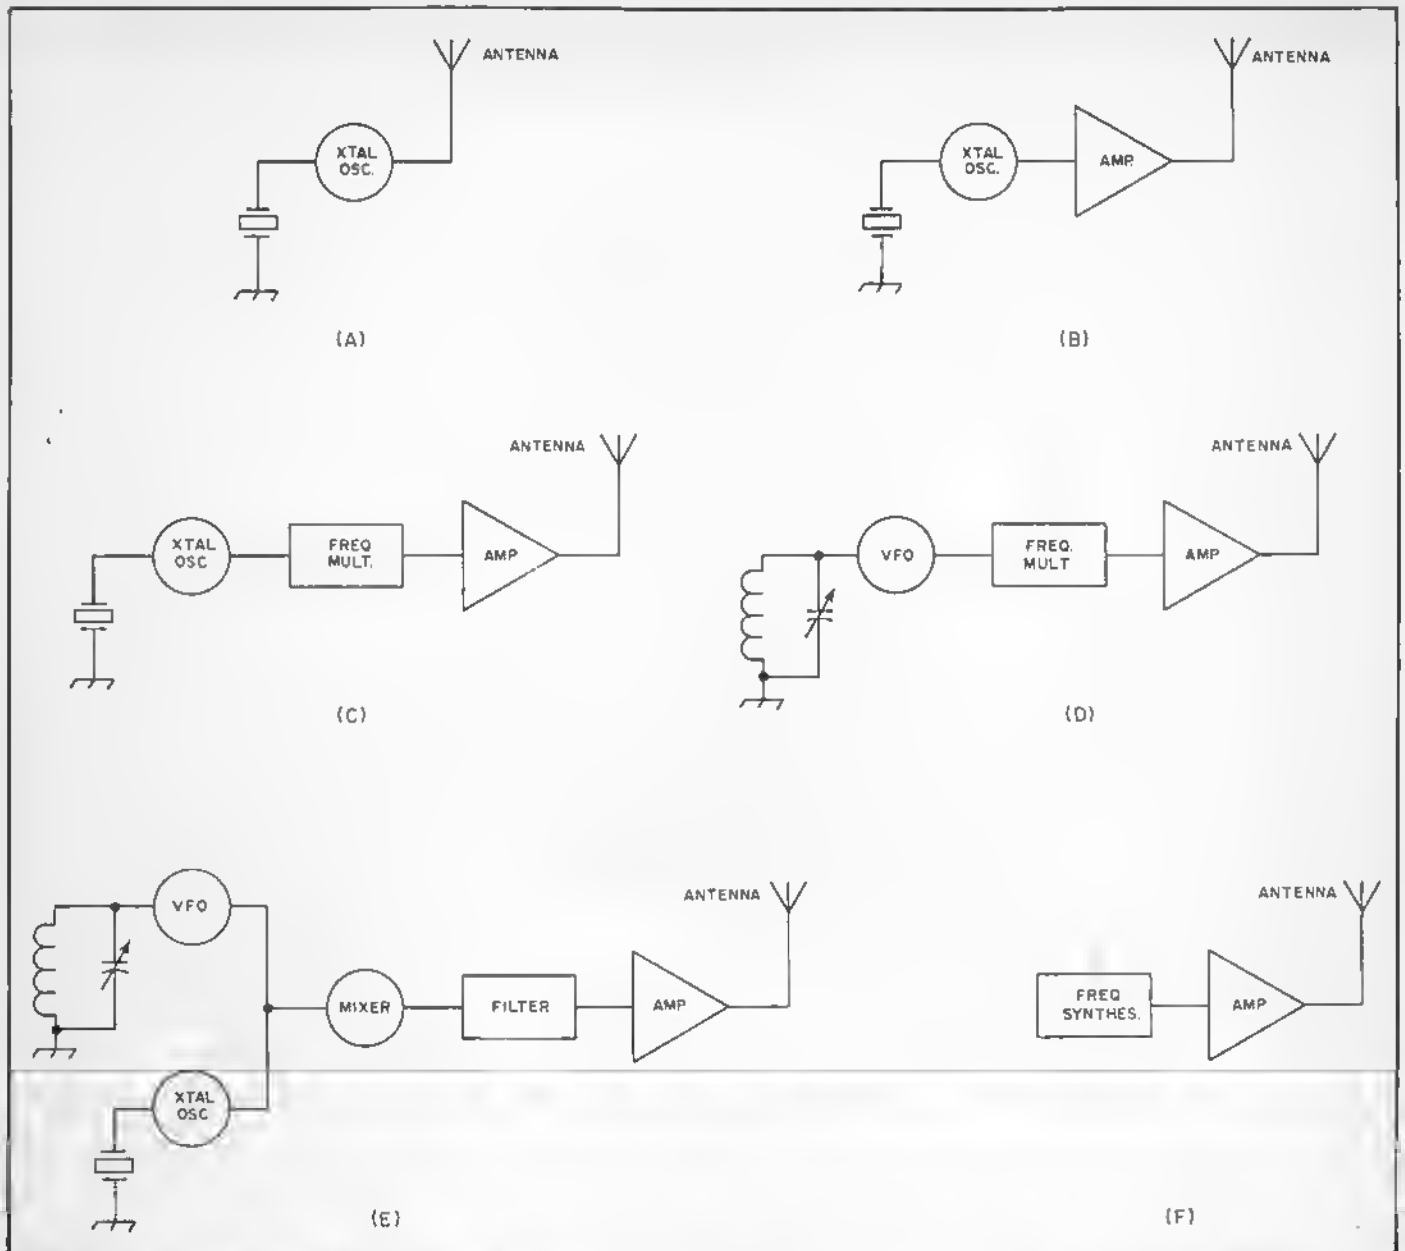 ANTENNA
XTAL
OSC.
(A)
ANTENNA
XTAL
OSC.
AMP.
(B)
ANTENNA
XTAL
OSC
FREQ
MULT.
AMP
(C)
ANTENNA
VFO
FREQ.
MULT
AMP
(D)
ANTENNA
VFO
MIXER
FILTER
AMP
XTAL
OSC
(E)
ANTENNA
FREQ
SYNTHES.
AMP
(F)